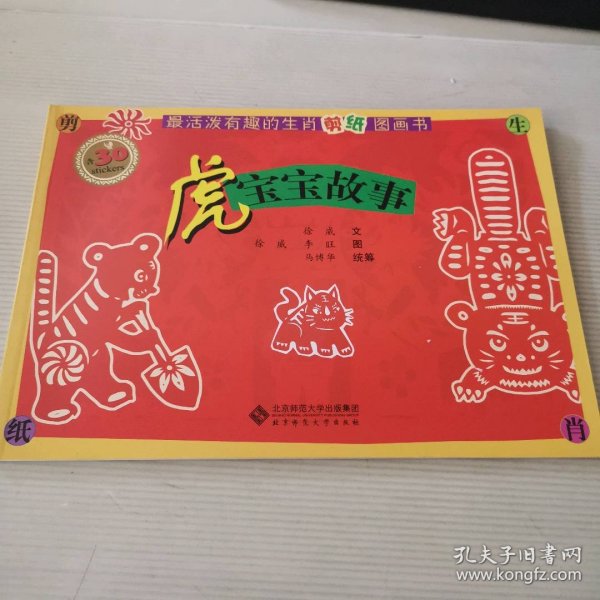 剪
生
最活泼有趣的生肖剪纸图画书
含30
stickers
虎宝宝故事
徐威 文
徐威 李旺 图
马博华 统筹
北京师范大学出版集团
北京师范大学出版社
纸
肖
孔夫子旧书网
www.kongfz.com